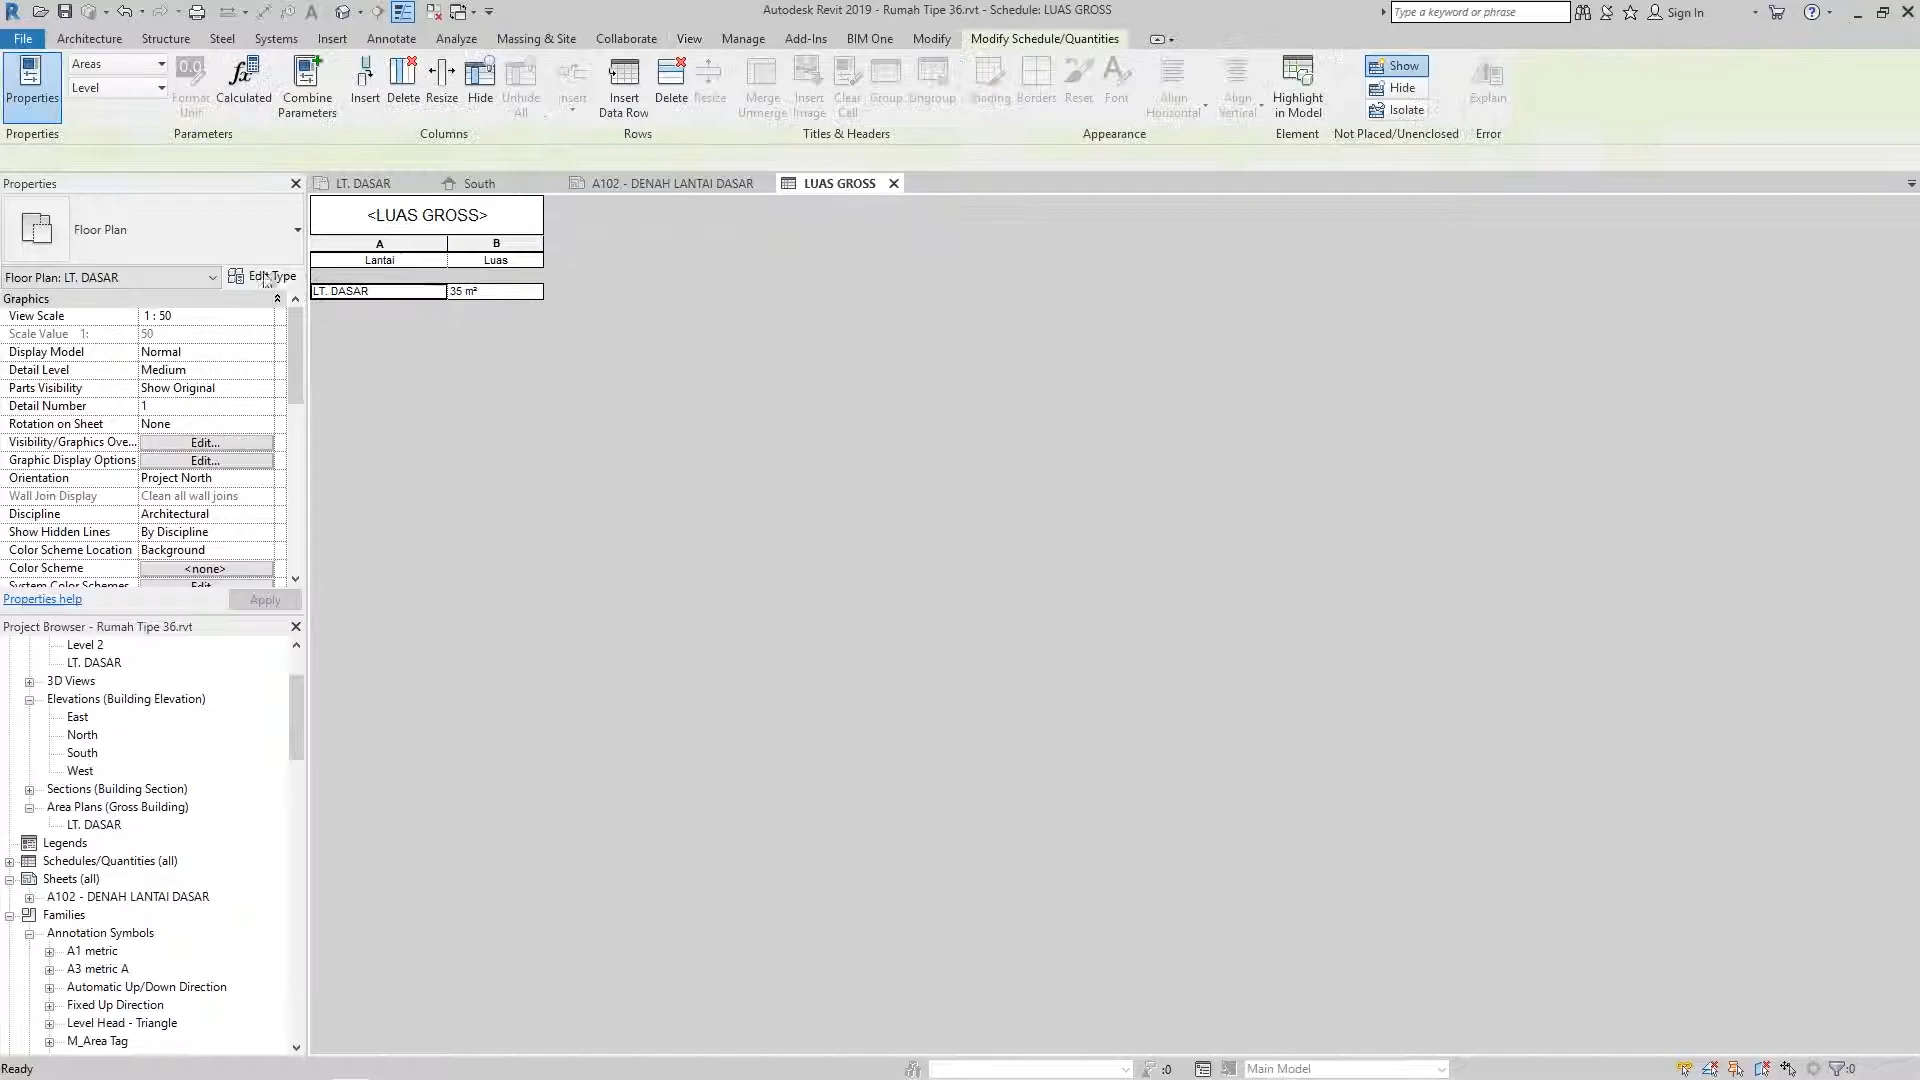 Autodesk Revit 2019 - Rumah Tipe 36.rvt - Schedule: LUAS GROSS
Type a keyword or phrase
Sign In
File
Architecture
Structure
Steel
Systems
Insert
Annotate
Analyze
Massing & Site
Collaborate
View
Manage
Add-Ins
BIM One
Modify
Modify Schedule/Quantities
Properties
Areas
Level
Format
Unit
Calculated
Combine
Parameters
Insert
Delete
Resize
Hide
Unhide
All
Insert
Insert
Data Row
Delete
Resize
Merge
Unmerge
Insert
Image
Clear
Cell
Group
Ungroup
Shading
Borders
Reset
Font
Align
Horizontal
Align
Vertical
Highlight
in Model
Show
Hide
Isolate
Explain
Properties
Parameters
Columns
Rows
Titles & Headers
Appearance
Element
Not Placed/Unenclosed
Error
Properties
Floor Plan
Floor Plan: LT. DASAR
Edit Type
Graphics
View Scale 1 : 50
Scale Value 1: 50
Display Model Normal
Detail Level Medium
Parts Visibility Show Original
Detail Number 1
Rotation on Sheet None
Visibility/Graphics Ove... Edit...
Graphic Display Options Edit...
Orientation Project North
Wall Join Display Clean all wall joins
Discipline Architectural
Show Hidden Lines By Discipline
Color Scheme Location Background
Color Scheme <none>
System Color Schemes Edit...
Properties help
Apply
LT. DASAR
South
A102 - DENAH LANTAI DASAR
LUAS GROSS
<LUAS GROSS>
A B
Lantai Luas
LT. DASAR 35 m²
Project Browser - Rumah Tipe 36.rvt
Level 2
LT. DASAR
3D Views
Elevations (Building Elevation)
East
North
South
West
Sections (Building Section)
Area Plans (Gross Building)
LT. DASAR
Legends
Schedules/Quantities (all)
Sheets (all)
A102 - DENAH LANTAI DASAR
Families
Annotation Symbols
A1 metric
A3 metric A
Automatic Up/Down Direction
Fixed Up Direction
Level Head - Triangle
M_Area Tag
Ready
:0
Main Model
:0